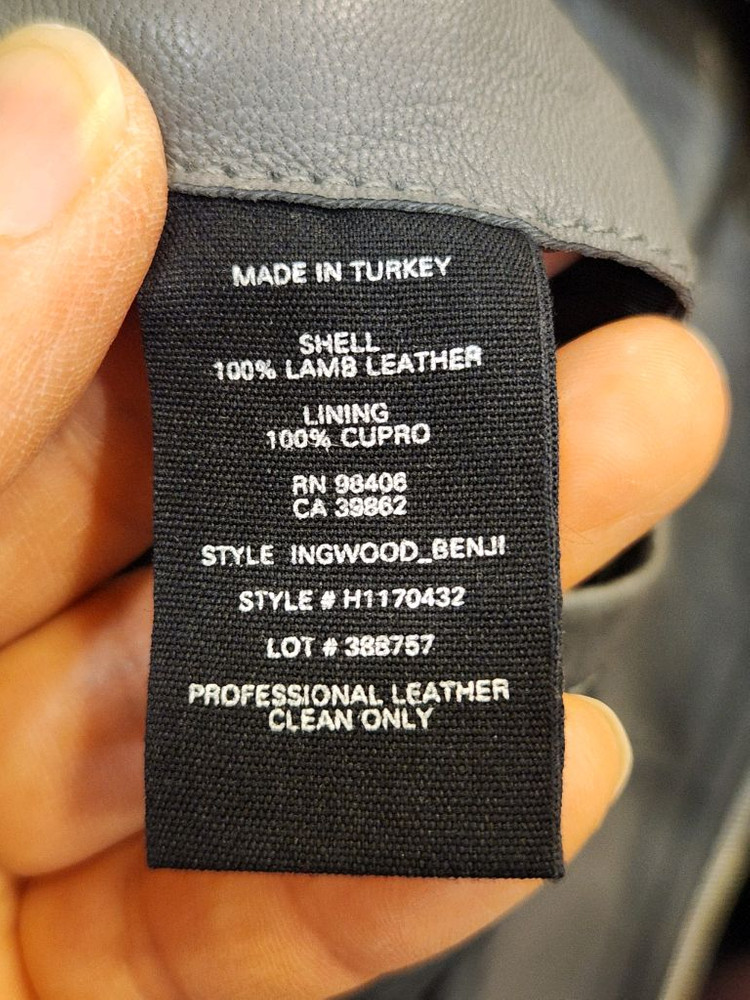 MADE IN TURKEY
SHELL
100% LAMB LEATHER
LINING
100% CUPRO
RN 98406
CA 39862
STYLE INGWOOD_BENJI
STYLE # H1170432
LOT # 388757
PROFESSIONAL LEATHER
CLEAN ONLY